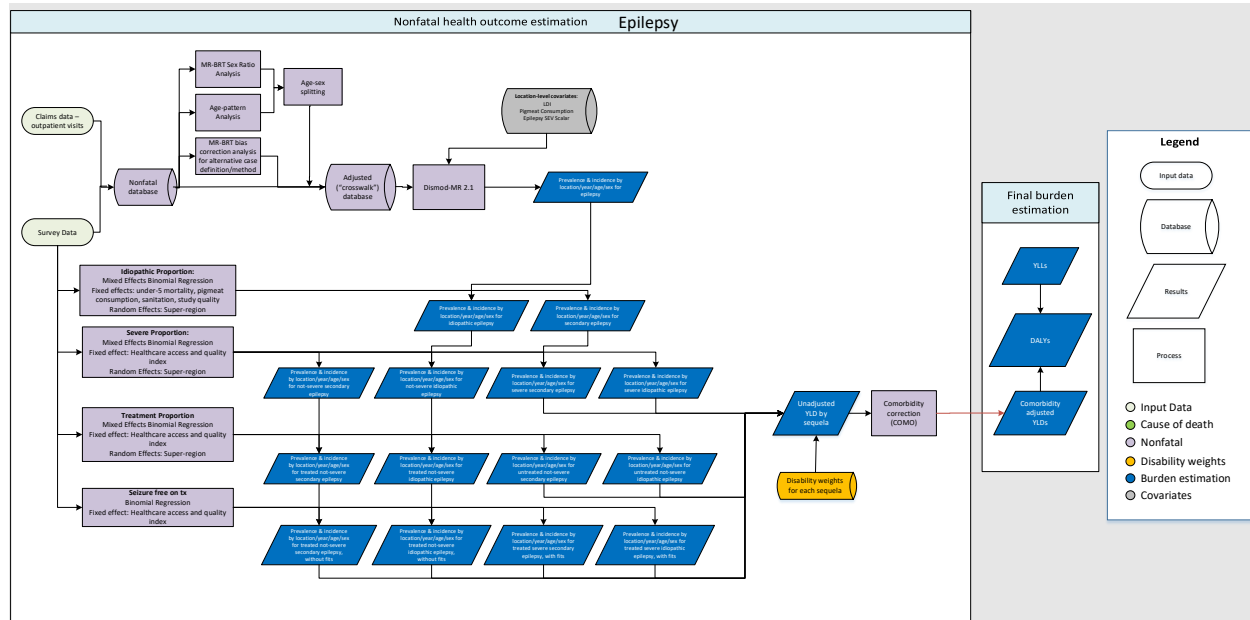 Nonfatal health outcome estimation Epilepsy
MR-BRT Sex Ratio
Analysis
Age-sex
splitting
Claims data –
outpatient visits
Age-pattern
Analysis
Location-level covariates:
LDI
Pigmeat Consumption
Epilepsy SEV Scalar
MR-BRT bias
correction analysis
for alternative case
definition/method
Nonfatal
database
Adjusted
("crosswalk")
database
Dismod-MR 2.1
Prevalence & incidence by
location/year/age/sex for
epilepsy
Survey Data
Idiopathic Proportion:
Mixed Effects Binomial Regression
Fixed effects: under-5 mortality, pigmeat
consumption, sanitation, study quality
Random Effects: Super-region
Prevalence & incidence by
location/year/age/sex
for idiopathic epilepsy
Prevalence & incidence by
location/year/age/sex for
secondary epilepsy
Severe Proportion:
Mixed Effects Binomial Regression
Fixed effect: Healthcare access and quality
index
Random Effects: Super-region
Prevalence & incidence
by location/year/age/sex
for not-severe secondary
epilepsy
Prevalence & incidence by
location/year/age/sex for
not-severe idiopathic
epilepsy
Prevalence & incidence by
location/year/age/sex for
severe secondary epilepsy
Prevalence & incidence by
location/year/age/sex for
severe idiopathic epilepsy
Treatment Proportion
Mixed Effects Binomial Regression
Fixed effect: Healthcare access and quality
index
Random Effects: Super-region
Prevalence & incidence
by location/year/age/sex
for treated not-severe
secondary epilepsy
Prevalence & incidence by
location/year/age/sex for
treated not-severe
idiopathic epilepsy
Prevalence & incidence by
location/year/age/sex for
untreated not-severe
secondary epilepsy
Prevalence & incidence by
location/year/age/sex for
untreated not-severe
idiopathic epilepsy
Seizure free on tx
Binomial Regression
Fixed effect: Healthcare access and quality
index
Prevalence & incidence
by location/year/age/sex
for treated not-severe
secondary epilepsy,
without fits
Prevalence & incidence by
location/year/age/sex for
treated not-severe
idiopathic epilepsy, without fits
Prevalence & incidence by
location/year/age/sex
for treated severe secondary
epilepsy, with fits
Prevalence & incidence by
location/year/age/sex for
treated severe idiopathic
epilepsy, with fits
Unadjusted
YLD by
sequela
Comorbidity
correction
(COMO)
Disability weights
for each sequela
Final burden
estimation
YLLs
DALYs
Comorbidity
adjusted
YLDs
Legend
Input data
Database
Results
Process
Input Data
Cause of death
Nonfatal
Disability weights
Burden estimation
Covariates